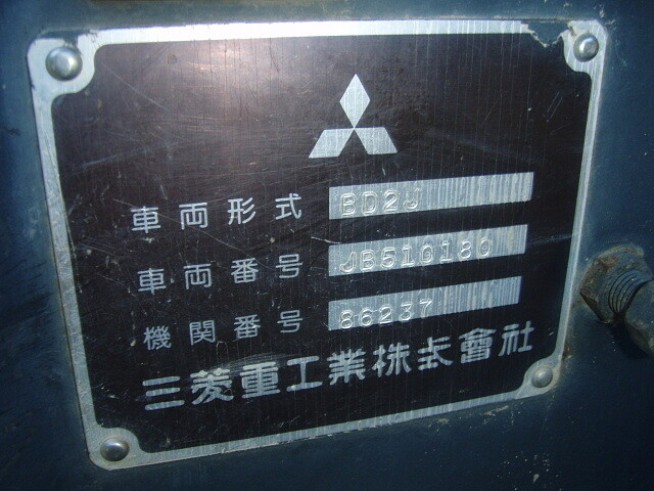 車両形式 BD2J
車両番号 JB510180
機関番号 86237
三菱重工業株式會社